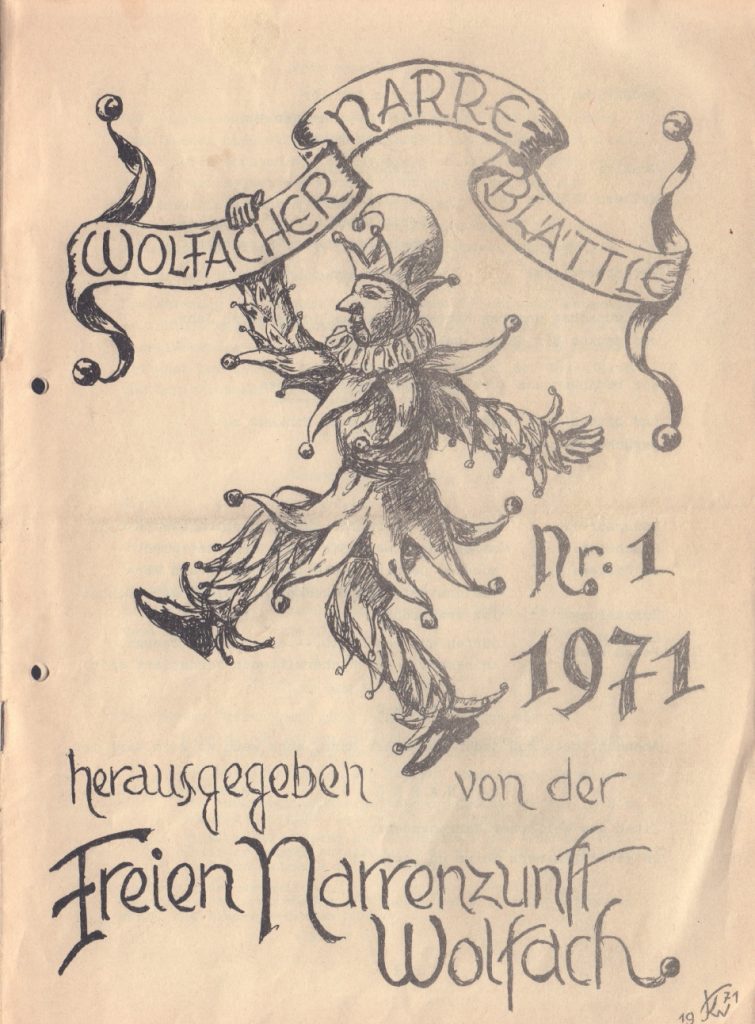 WOLFACHER NARRE BLÄTTLE
Nr. 1
1971
herausgegeben von der
Freien Narrenzunft
Wolfach
19 71